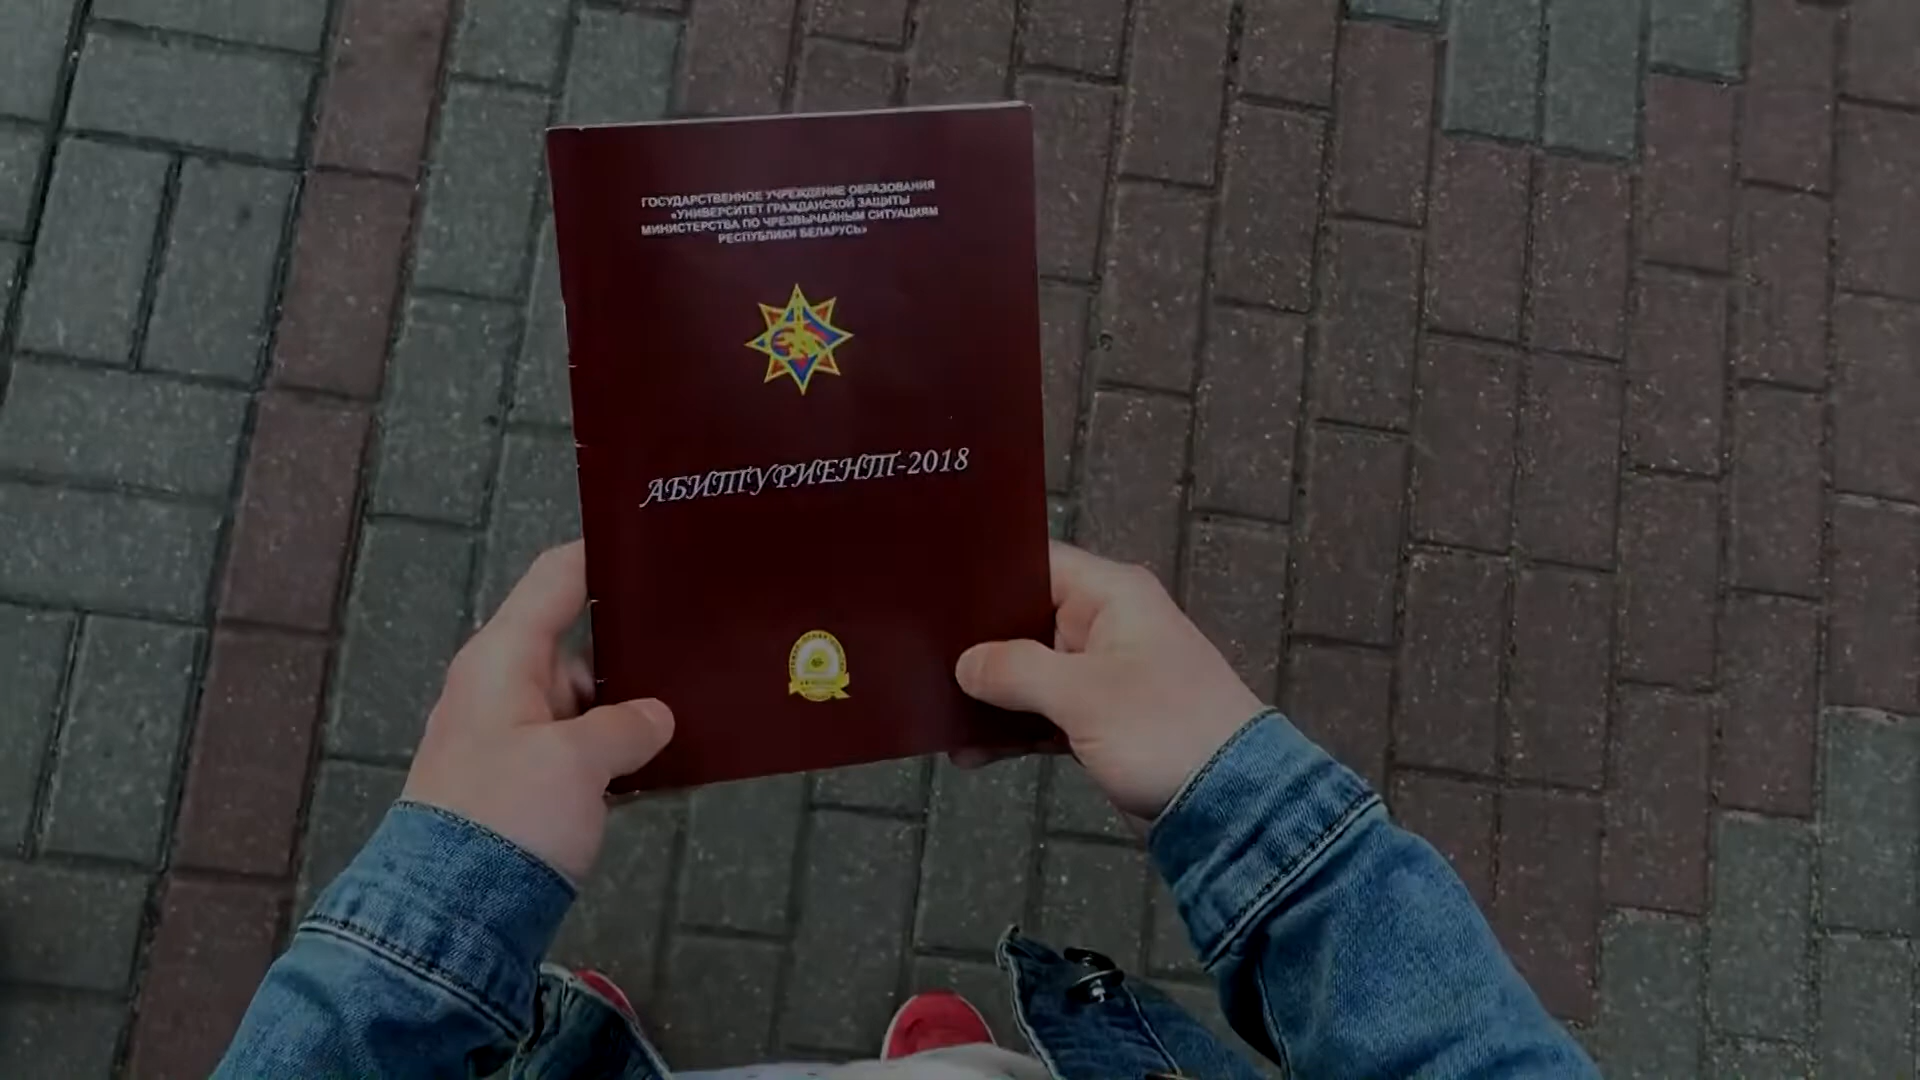 ГОСУДАРСТВЕННОЕ УЧРЕЖДЕНИЕ ОБРАЗОВАНИЯ
«УНИВЕРСИТЕТ ГРАЖДАНСКОЙ ЗАЩИТЫ
МИНИСТЕРСТВА ПО ЧРЕЗВЫЧАЙНЫМ СИТУАЦИЯМ
РЕСПУБЛИКИ БЕЛАРУСЬ»
АБИТУРИЕНТ-2018